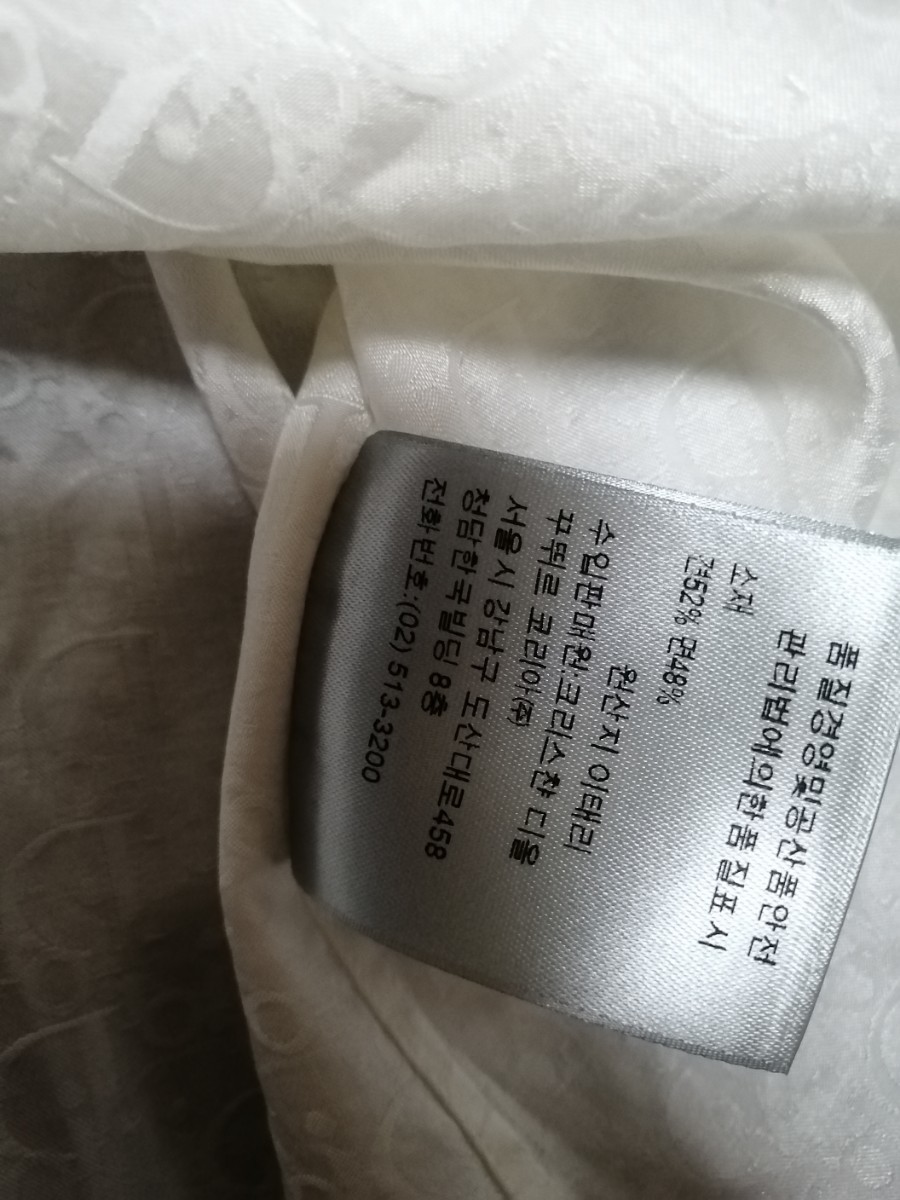 품질경영및공산품안전
관리법에의한품질표시
소재
견52% 면48%
원산지 이태리
수입판매원:크리스챤 디올
꾸뛰르 코리아㈜
서울시 강남구 도산대로458
청담한국빌딩 8층
전화번호:(02) 513-3200